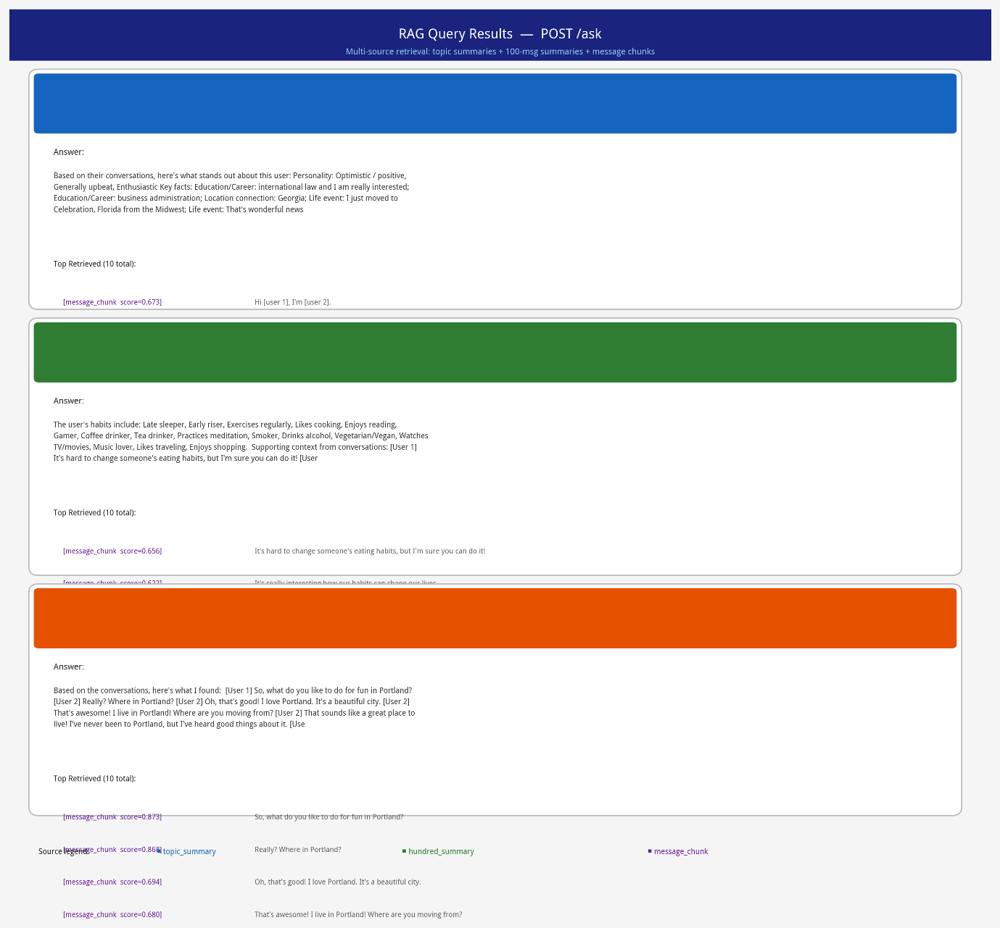 RAG Query Results — POST /ask
Multi-source retrieval: topic summaries + 100-msg summaries + message chunks
Answer:
Based on their conversations, here's what stands out about this user: Personality: Optimistic / positive,
Generally upbeat, Enthusiastic Key facts: Education/Career: international law and I am really interested;
Education/Career: business administration; Location connection: Georgia; Life event: I just moved to
Celebration, Florida from the Midwest; Life event: That's wonderful news
Top Retrieved (10 total):
[message_chunk score=0.673] Hi [user 1], I'm [user 2].
Answer:
The user's habits include: Late sleeper, Early riser, Exercises regularly, Likes cooking, Enjoys reading,
Gamer, Coffee drinker, Tea drinker, Practices meditation, Smoker, Drinks alcohol, Vegetarian/Vegan, Watches
TV/movies, Music lover, Likes traveling, Enjoys shopping. Supporting context from conversations: [User 1]
It's hard to change someone's eating habits, but I'm sure you can do it! [User
Top Retrieved (10 total):
[message_chunk score=0.656] It's hard to change someone's eating habits, but I'm sure you can do it!
[message_chunk score=0.622] It's really interesting how our habits can shape our lives.
Answer:
Based on the conversations, here's what I found: [User 1] So, what do you like to do for fun in Portland?
[User 2] Really? Where in Portland? [User 2] Oh, that's good! I love Portland. It's a beautiful city. [User 2]
That's awesome! I live in Portland! Where are you moving from? [User 2] That sounds like a great place to
live! I've never been to Portland, but I've heard good things about it. [Use
Top Retrieved (10 total):
[message_chunk score=0.873] So, what do you like to do for fun in Portland?
[message_chunk score=0.868] Really? Where in Portland?
Source legend: ▪ topic_summary ▪ hundred_summary ▪ message_chunk
[message_chunk score=0.694] Oh, that's good! I love Portland. It's a beautiful city.
[message_chunk score=0.680] That's awesome! I live in Portland! Where are you moving from?